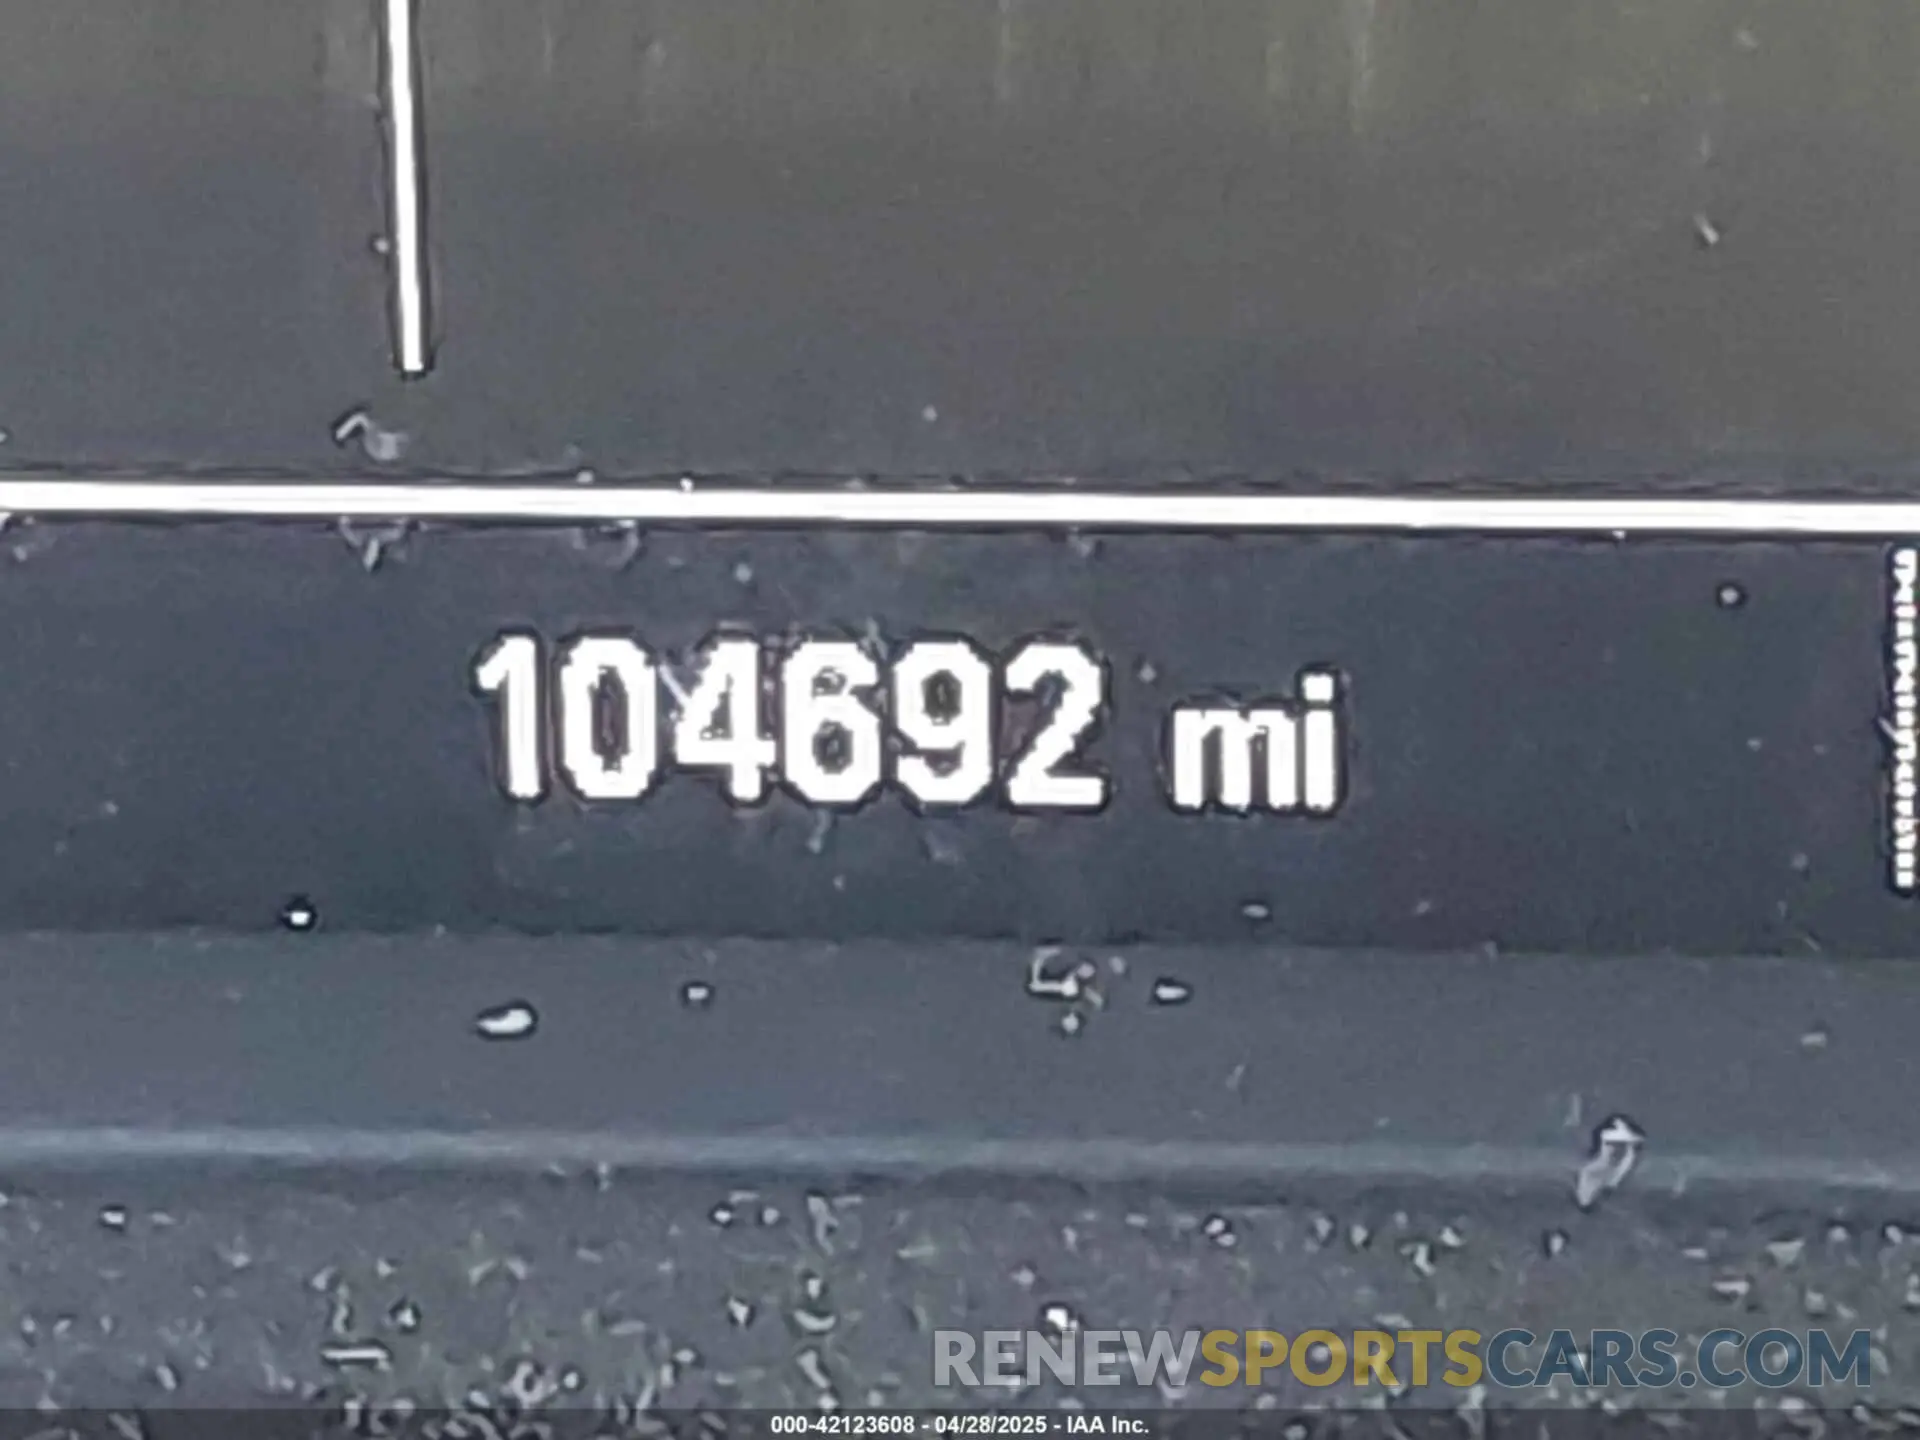 104692 mi
RENEWSPORTSCARS.COM
000-42123608 - 04/28/2025 - IAA Inc.